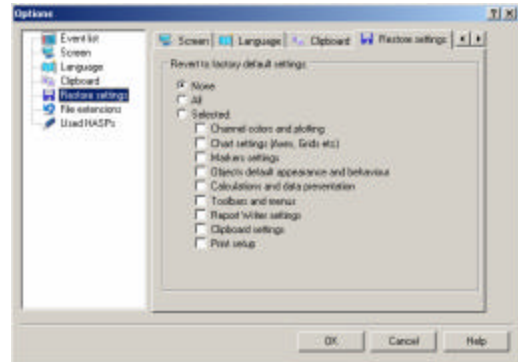 Options
Event list
Screen
Language
Clipboard
Restore settings
File extensions
Used HASPs
Screen
Language
Clipboard
Restore settings
Revert to factory default settings
None
All
Selected
Channel colors and plotting
Chart settings (Axes, Grids etc)
Markers settings
Objects default appearance and behaviour
Calculations and data presentation
Toolbars and menus
Report Writer settings
Clipboard settings
Print setup
OK
Cancel
Help